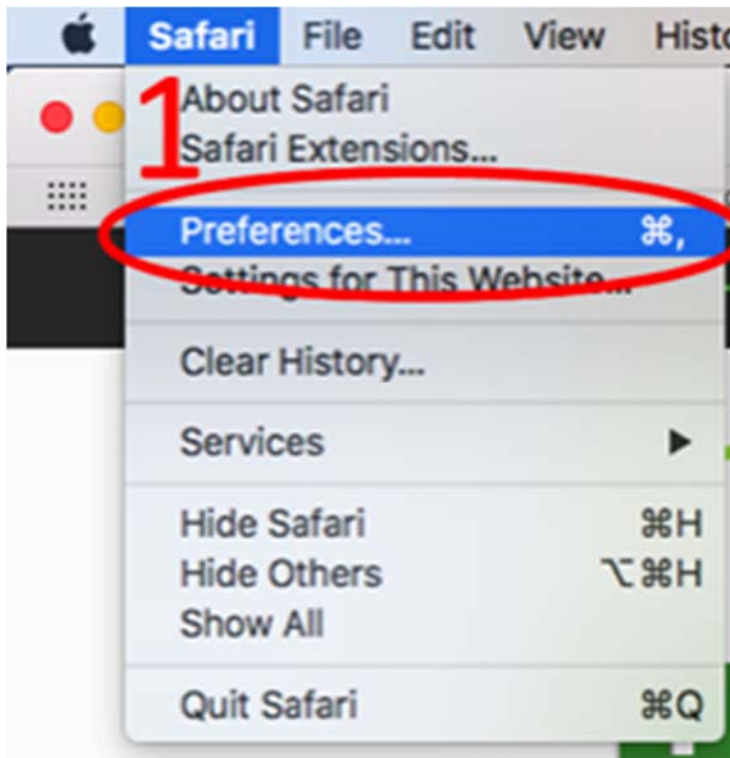 Safari File Edit View Histo
1
About Safari
Safari Extensions...
Preferences... ⌘,
Settings for This Website...
Clear History...
Services ▶
Hide Safari ⌘H
Hide Others ⌥⌘H
Show All
Quit Safari ⌘Q